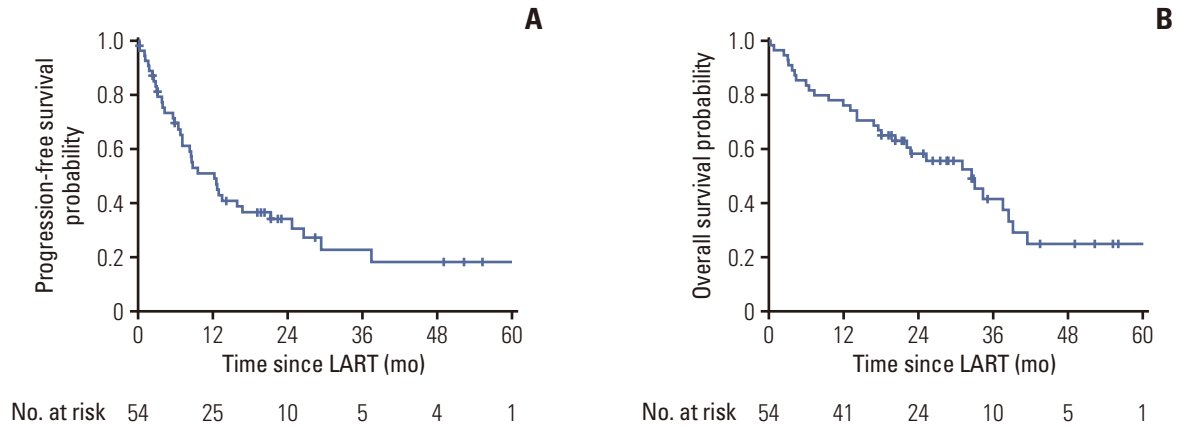 A
Progression-free survival
probability
1.0
0.8
0.6
0.4
0.2
0
0 12 24 36 48 60
Time since LART (mo)
No. at risk 54 25 10 5 4 1
B
Overall survival probability
1.0
0.8
0.6
0.4
0.2
0
0 12 24 36 48 60
Time since LART (mo)
No. at risk 54 41 24 10 5 1